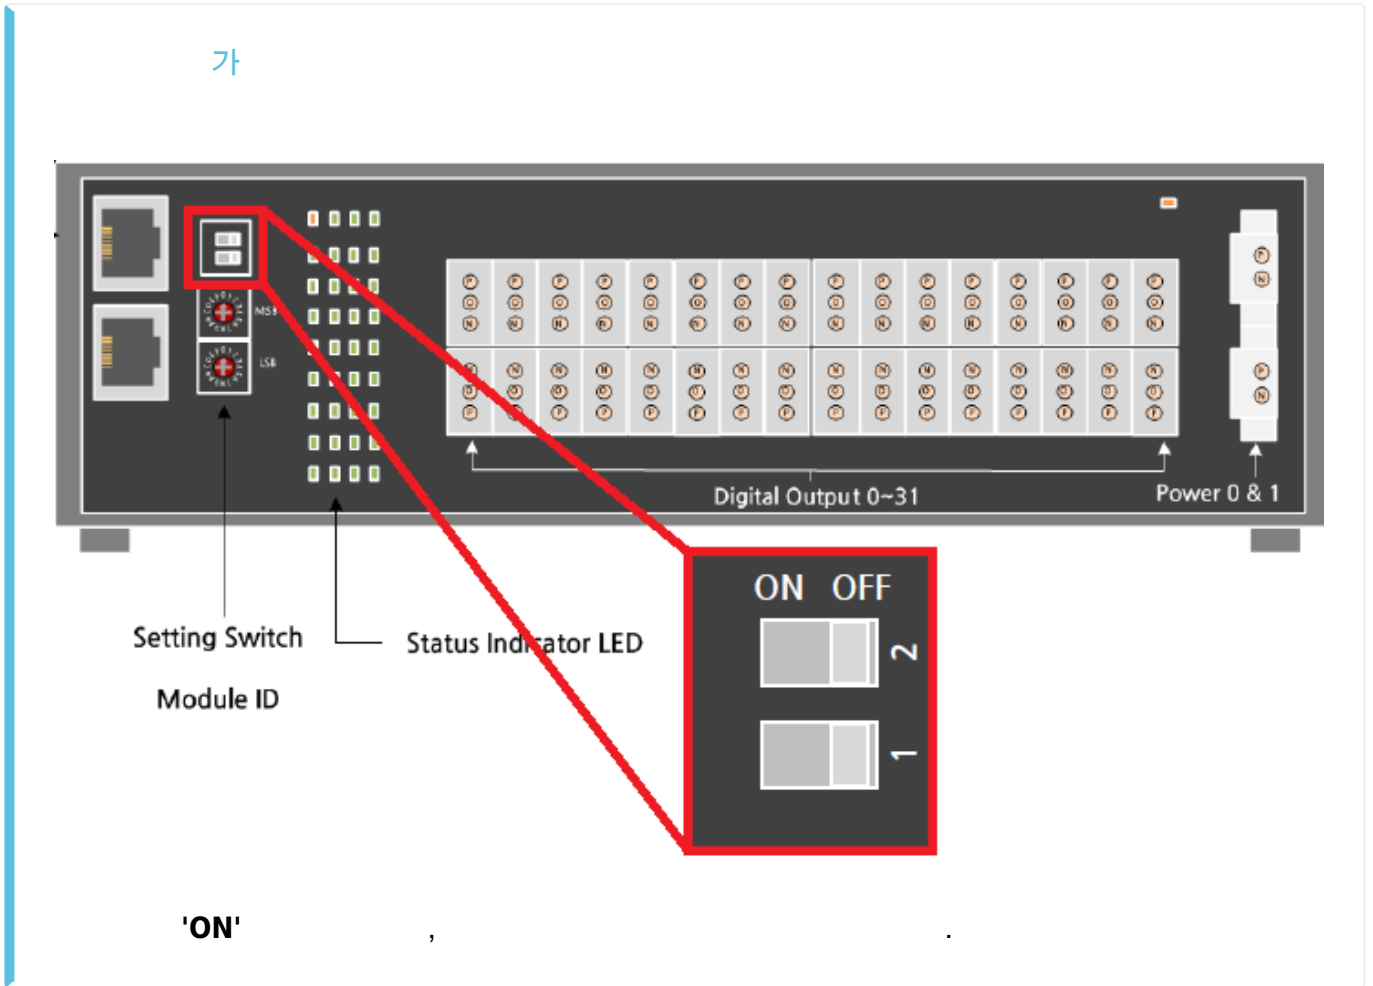 가
MSB
LSB
Digital Output 0~31
Power 0 & 1
ON OFF
2
1
Setting Switch
Module ID
Status Indicator LED
'ON' , .